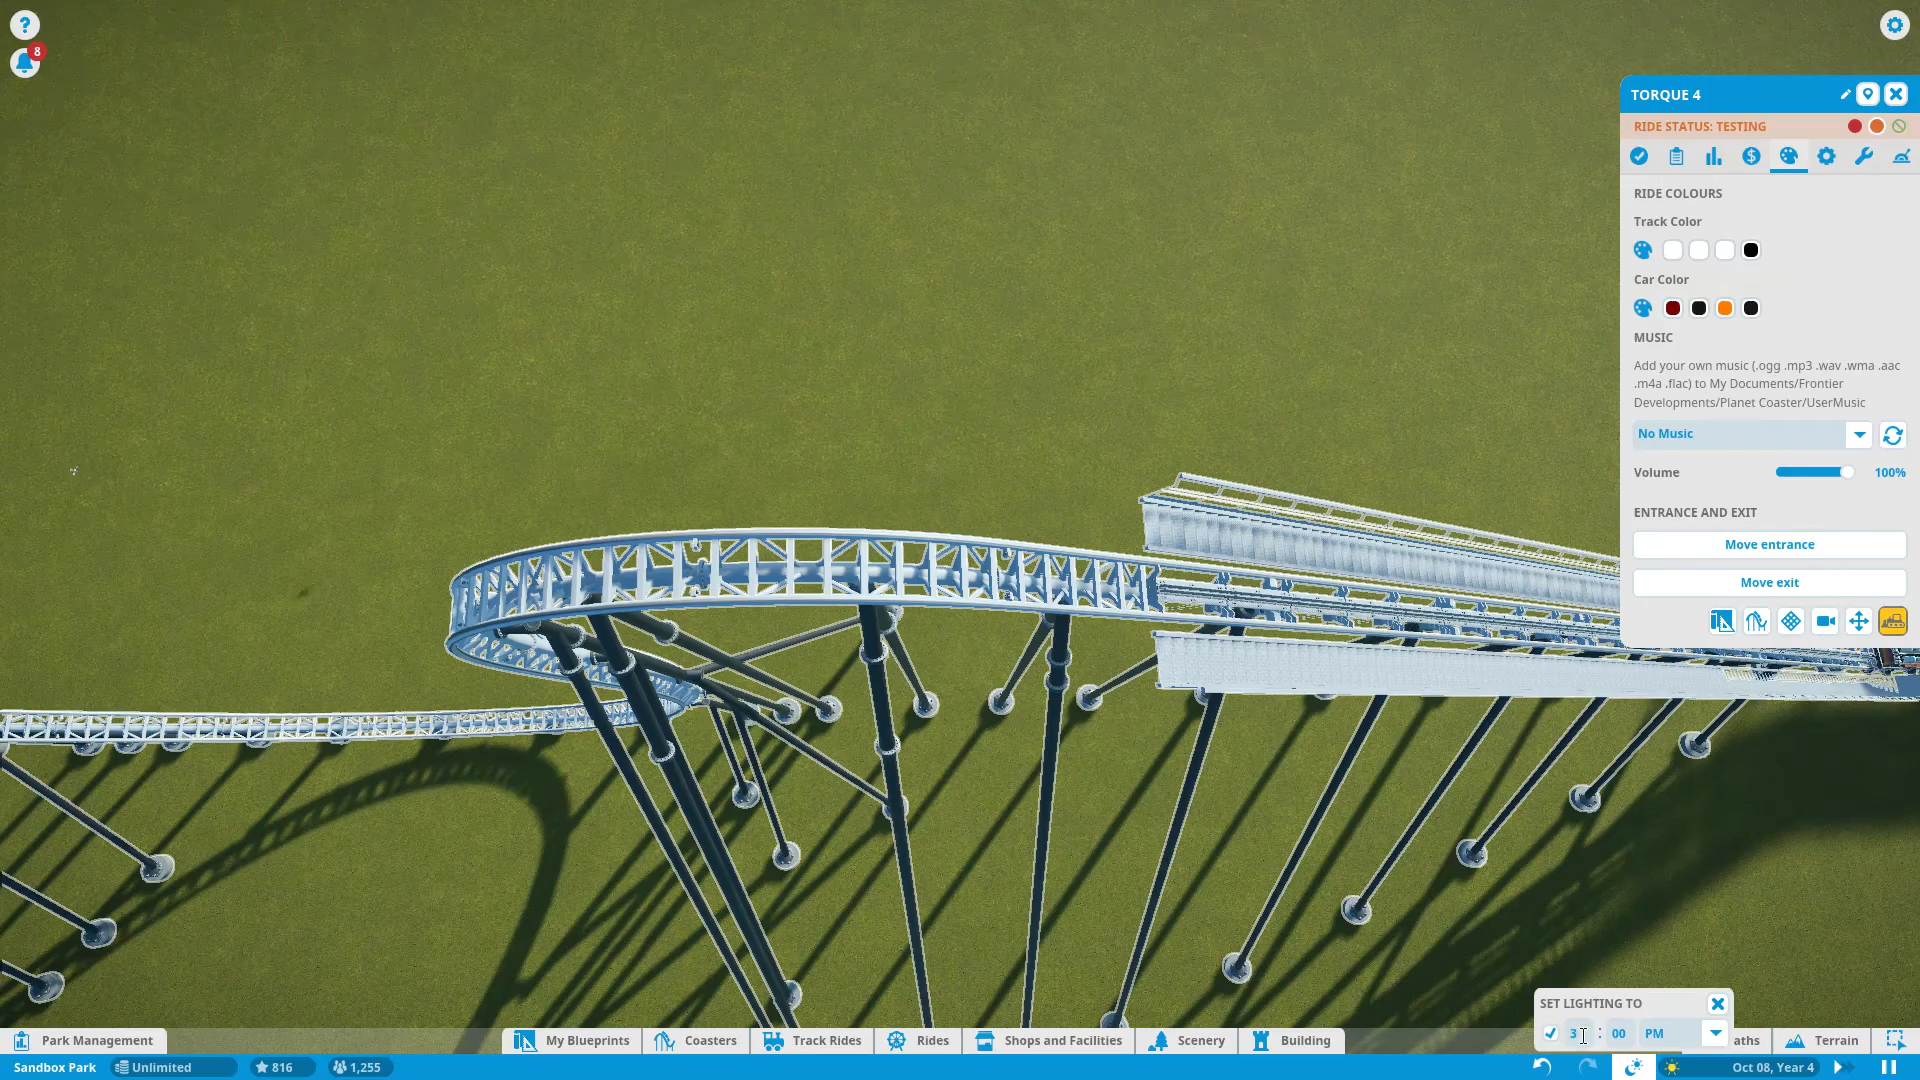 ?
8
TORQUE 4
RIDE STATUS: TESTING
RIDE COLOURS
Track Color
Car Color
MUSIC
Add your own music (.ogg .mp3 .wav .wma .aac
.m4a .flac) to My Documents/Frontier
Developments/Planet Coaster/UserMusic
No Music
Volume 100%
ENTRANCE AND EXIT
Move entrance
Move exit
SET LIGHTING TO
3 : 00 PM
Park Management My Blueprints Coasters Track Rides Rides Shops and Facilities Scenery Building aths Terrain
Sandbox Park Unlimited 816 1,255 Oct 08, Year 4